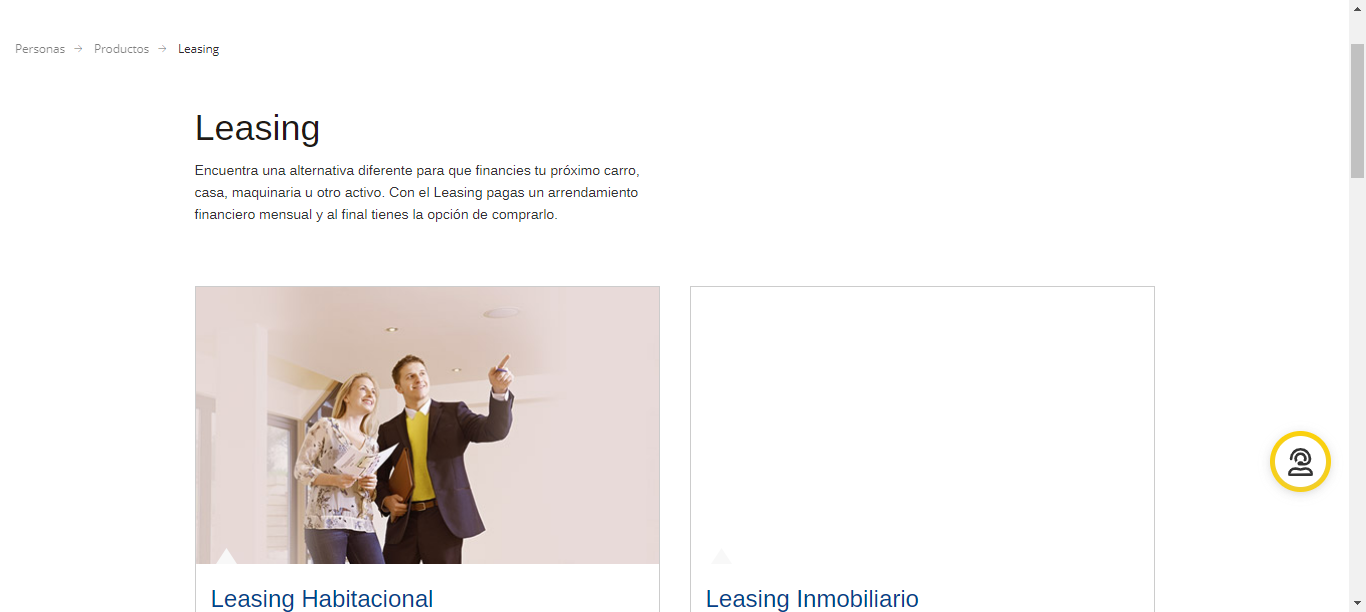 Personas → Productos → Leasing
Leasing
Encuentra una alternativa diferente para que financies tu próximo carro,
casa, maquinaria u otro activo. Con el Leasing pagas un arrendamiento
financiero mensual y al final tienes la opción de comprarlo.
Leasing Habitacional
Leasing Inmobiliario